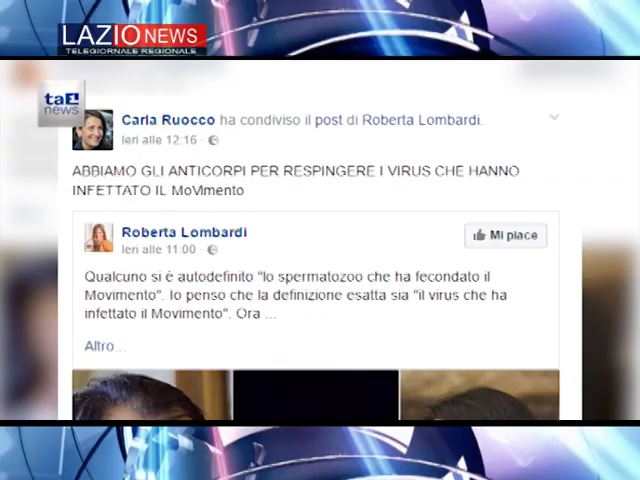 LAZIONEWS
TELEGIORNALE REGIONALE
ta1
news
Carla Ruocco ha condiviso il post di Roberta Lombardi.
Ieri alle 12:16 ·
ABBIAMO GLI ANTICORPI PER RESPINGERE I VIRUS CHE HANNO
INFETTATO IL MoVimento
Roberta Lombardi
Ieri alle 11:00 ·
Mi piace
Qualcuno si è autodefinito "lo spermatozoo che ha fecondato il
Movimento". Io penso che la definizione esatta sia "il virus che ha
infettato il Movimento". Ora ...
Altro...